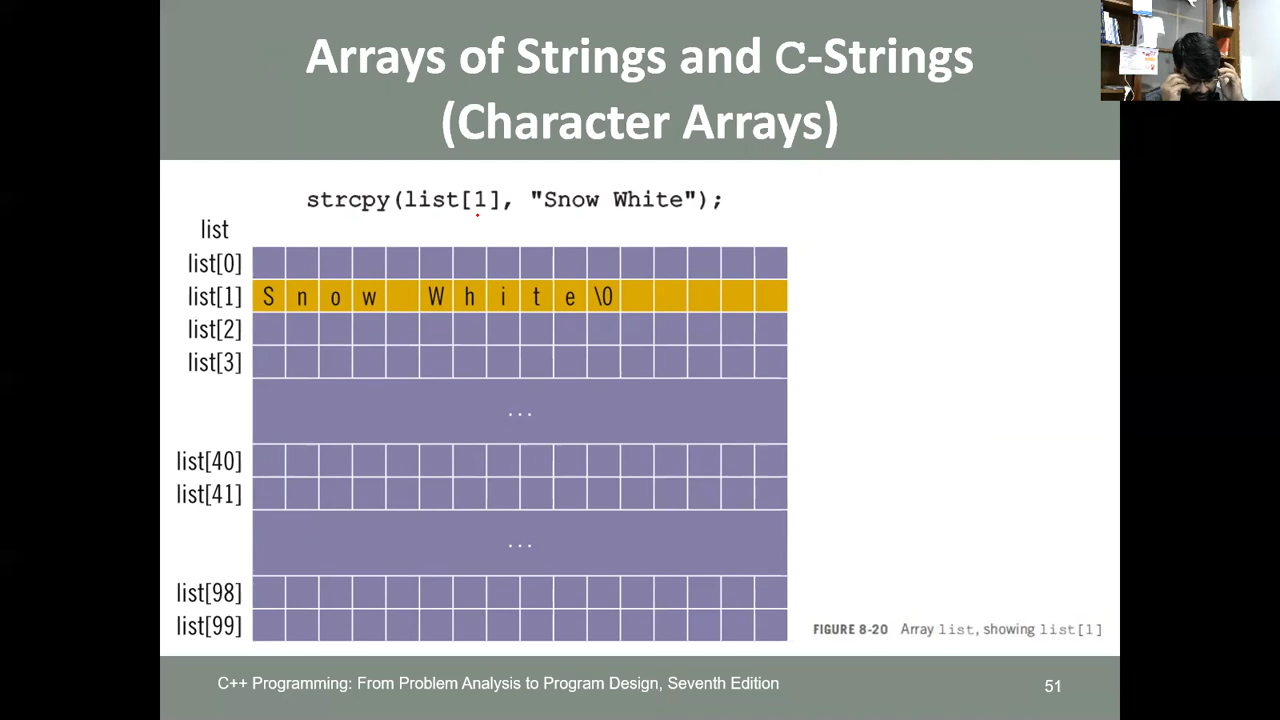 Arrays of Strings and C-Strings
(Character Arrays)
strcpy(list[1], "Snow White");
list
list[0]
list[1] S n o w W h i t e \0
list[2]
list[3]
...
list[40]
list[41]
...
list[98]
list[99]
FIGURE 8-20 Array list, showing list[1]
C++ Programming: From Problem Analysis to Program Design, Seventh Edition
51